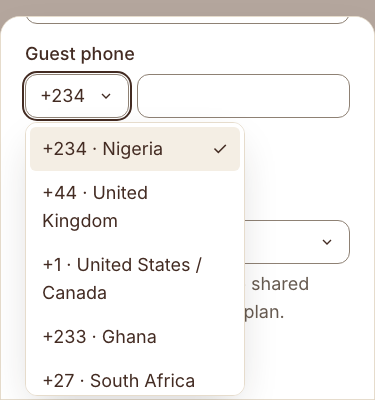 Guest phone
+234
+234 · Nigeria
+44 · United
Kingdom
+1 · United States /
Canada
shared
plan.
+233 · Ghana
+27 · South Africa